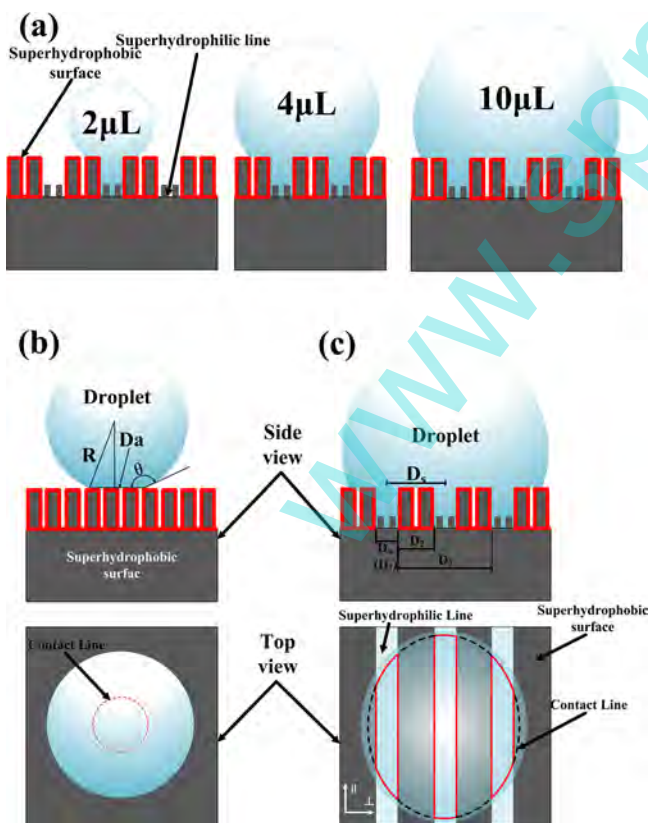 (a)
Superhydrophobic
surface
Superhydrophilic line
2μL
4μL
10μL
(b)
(c)
Droplet
R
Da
θ
Side
view
Droplet
Ds
D2
D1
Superhydrophobic
surfac
Top
view
Contact Line
Superhydrophilic Line
Superhydrophobic
surface
Contact Line
||
⊥